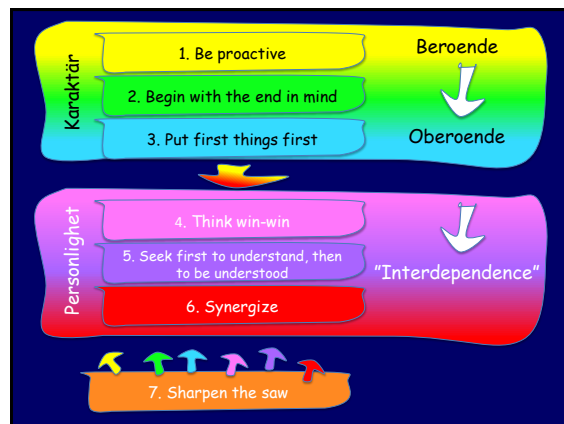 Karaktär
1. Be proactive
2. Begin with the end in mind
3. Put first things first
Beroende
Oberoende
Personlighet
4. Think win-win
5. Seek first to understand, then
to be understood
6. Synergize
"Interdependence"
7. Sharpen the saw